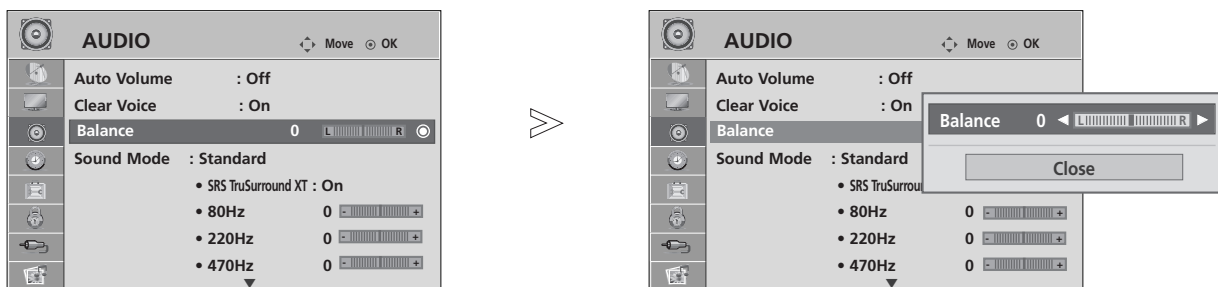 AUDIO Move OK
Auto Volume : Off
Clear Voice : On
Balance 0 L R
Sound Mode : Standard
• SRS TruSurround XT : On
• 80Hz 0 - +
• 220Hz 0 - +
• 470Hz 0 - +
AUDIO Move OK
Auto Volume : Off
Clear Voice : On
Balance
Sound Mode : Standard
• SRS TruSurrou
• 80Hz 0 - +
• 220Hz 0 - +
• 470Hz 0 - +
Balance 0 L R
Close